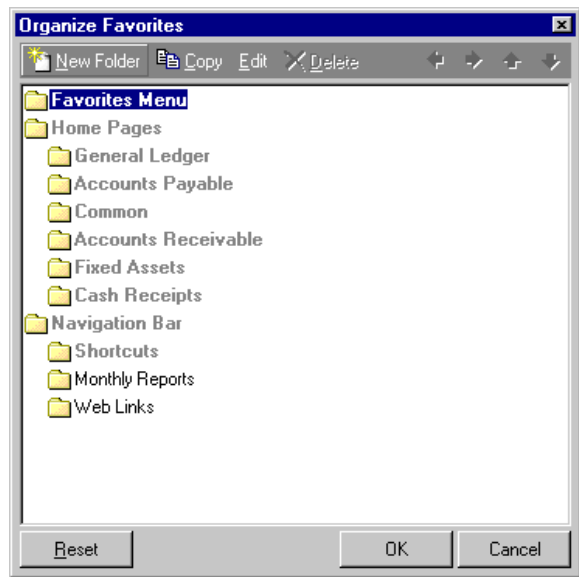 Organize Favorites
New Folder Copy Edit Delete
Favorites Menu
Home Pages
General Ledger
Accounts Payable
Common
Accounts Receivable
Fixed Assets
Cash Receipts
Navigation Bar
Shortcuts
Monthly Reports
Web Links
Reset OK Cancel